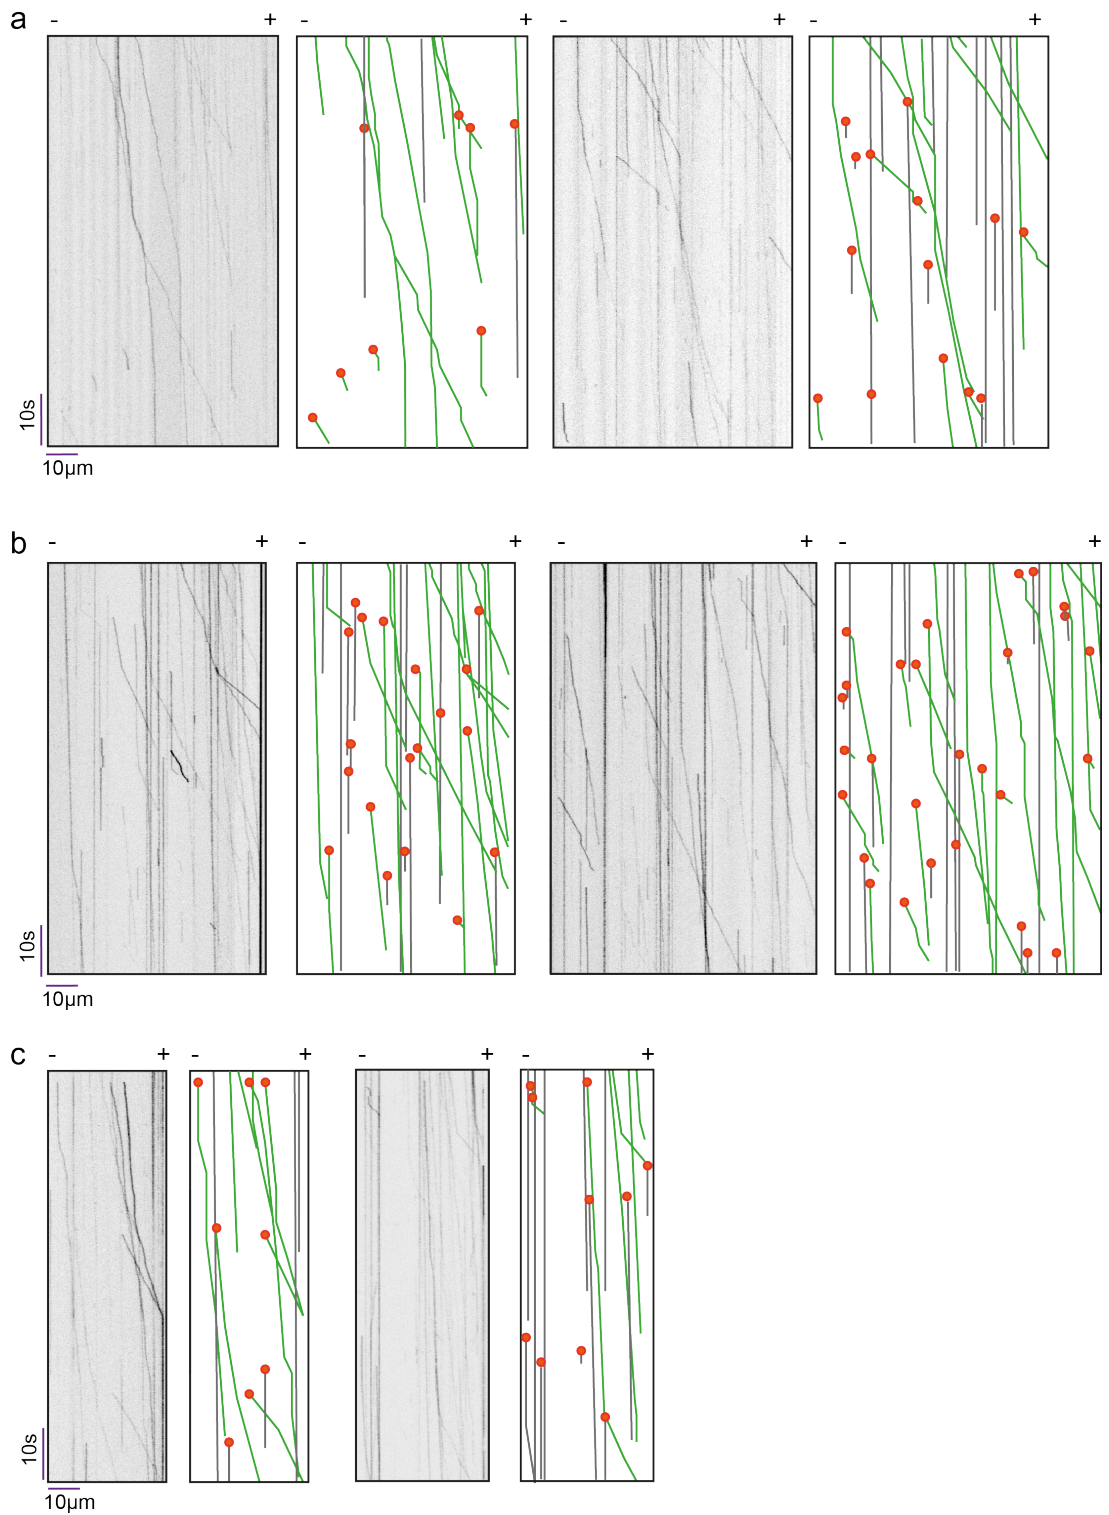 a - + - + - + - +
10s
10µm
b - + - + - + - +
10s
10µm
c - + - + - + - +
10s
10µm